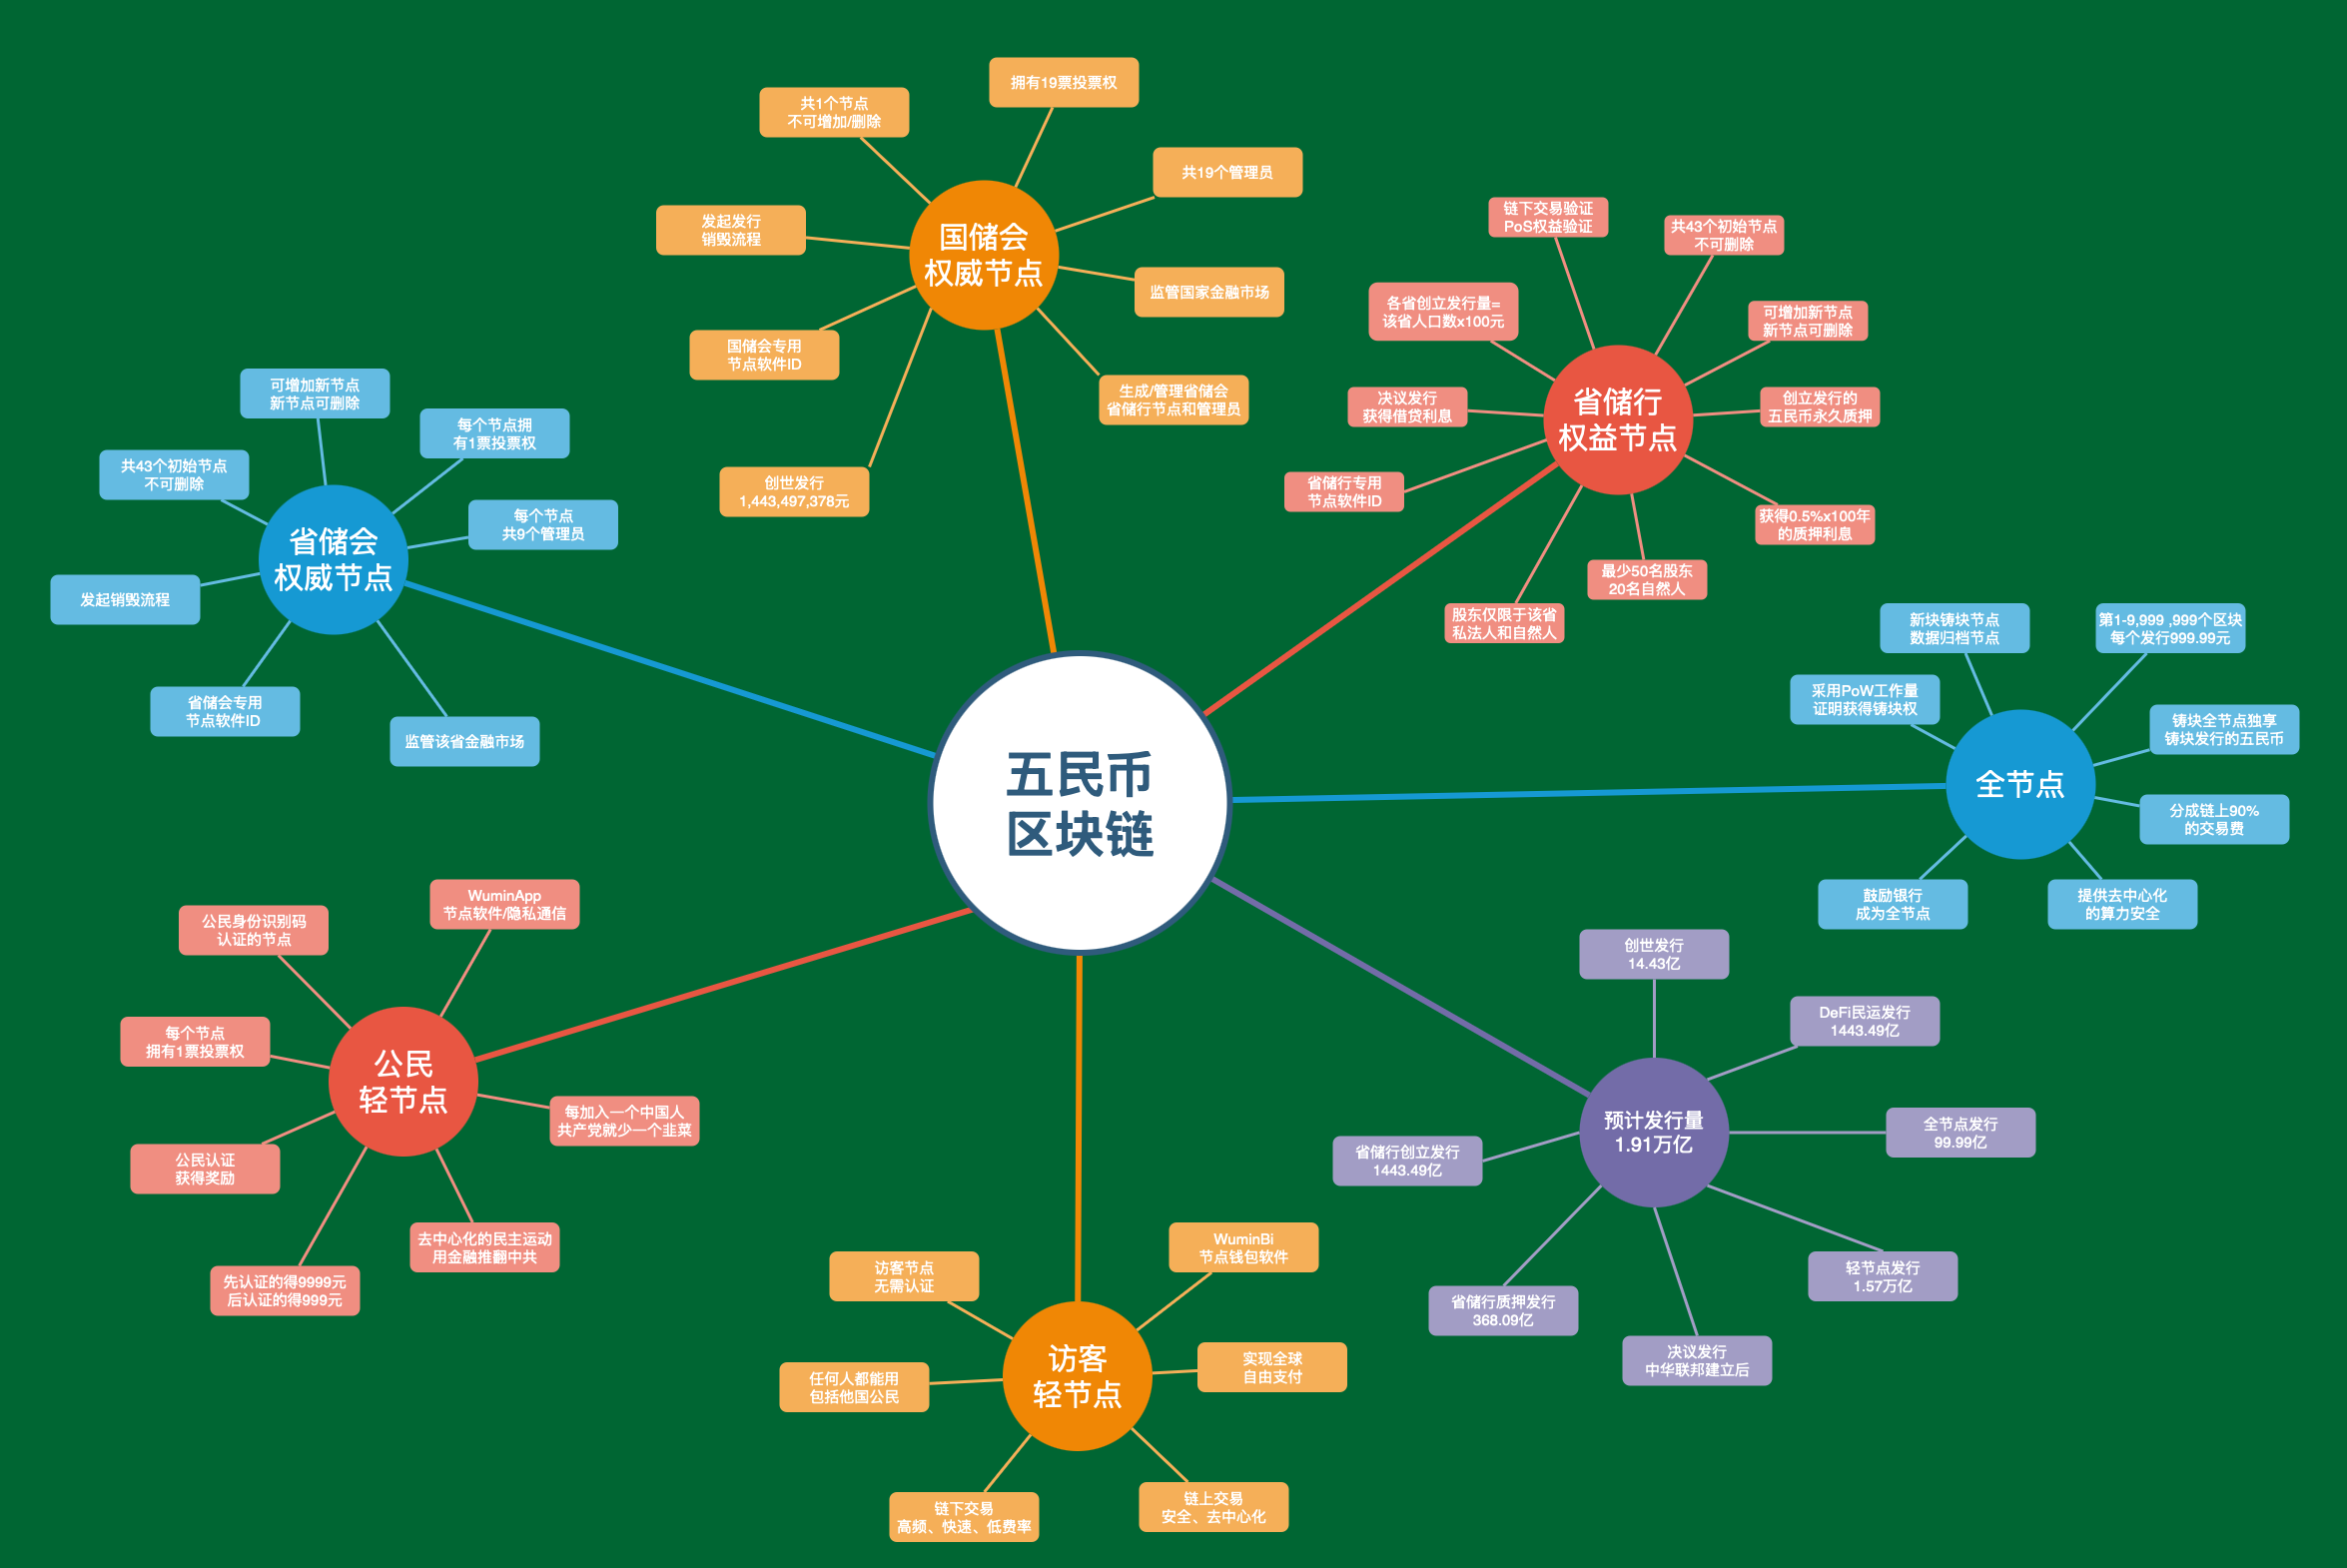 五民币
区块链
国储会
权威节点
共1个节点
不可增加/删除
拥有19票投票权
共19个管理员
监管国家金融市场
生成/管理省储会
省储行节点和管理员
创世发行
1,443,497,378元
国储会专用
节点软件ID
发起发行
销毁流程
省储行
权益节点
链下交易验证
PoS权益验证
共43个初始节点
不可删除
可增加新节点
新节点可删除
创立发行的
五民币永久质押
获得0.5%x100年
的质押利息
最少50名股东
20名自然人
股东仅限于该省
私法人和自然人
省储行专用
节点软件ID
决议发行
获得借贷利息
各省创立发行量=
该省人口数x100元
省储会
权威节点
可增加新节点
新节点可删除
每个节点拥
有1票投票权
共43个初始节点
不可删除
每个节点
共9个管理员
发起销毁流程
省储会专用
节点软件ID
监管该省金融市场
全节点
新块铸块节点
数据归档节点
第1-9,999 ,999个区块
每个发行999.99元
采用PoW工作量
证明获得铸块权
铸块全节点独享
铸块发行的五民币
分成链上90%
的交易费
提供去中心化
的算力安全
鼓励银行
成为全节点
公民
轻节点
WuminApp
节点软件/隐私通信
公民身份识别码
认证的节点
每个节点
拥有1票投票权
每加入一个中国人
共产党就少一个韭菜
公民认证
获得奖励
去中心化的民主运动
用金融推翻中共
先认证的得9999元
后认证的得999元
预计发行量
1.91万亿
创世发行
14.43亿
DeFi民运发行
1443.49亿
全节点发行
99.99亿
轻节点发行
1.57万亿
决议发行
中华联邦建立后
省储行质押发行
368.09亿
省储行创立发行
1443.49亿
访客
轻节点
访客节点
无需认证
WuminBi
节点钱包软件
任何人都能用
包括他国公民
实现全球
自由支付
链下交易
高频、快速、低费率
链上交易
安全、去中心化